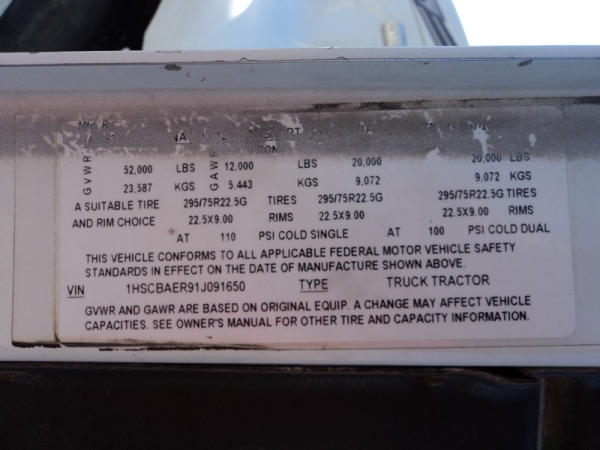 GVWR 52,000 LBS GAWR 12,000 LBS 20,000 20,000 LBS
23,587 KGS 5,443 KGS 9,072 9,072 KGS
A SUITABLE TIRE 295/75R22.5G TIRES 295/75R22.5G 295/75R22.5G TIRES
AND RIM CHOICE 22.5X9.00 RIMS 22.5X9.00 22.5X9.00 RIMS
AT 110 PSI COLD SINGLE AT 100 PSI COLD DUAL
THIS VEHICLE CONFORMS TO ALL APPLICABLE FEDERAL MOTOR VEHICLE SAFETY
STANDARDS IN EFFECT ON THE DATE OF MANUFACTURE SHOWN ABOVE.
VIN 1HSCBAER91J091650 TYPE TRUCK TRACTOR
GVWR AND GAWR ARE BASED ON ORIGINAL EQUIP. A CHANGE MAY AFFECT VEHICLE
CAPACITIES. SEE OWNER'S MANUAL FOR OTHER TIRE AND CAPACITY INFORMATION.